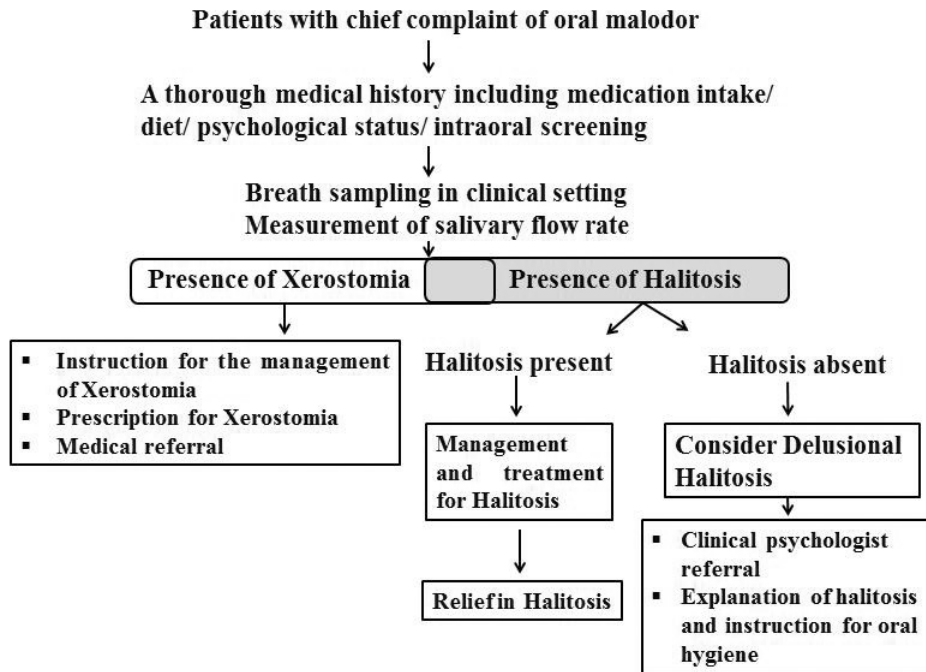 Patients with chief complaint of oral malodor
A thorough medical history including medication intake/
diet/ psychological status/ intraoral screening
Breath sampling in clinical setting
Measurement of salivary flow rate
Presence of Xerostomia
Presence of Halitosis
▪ Instruction for the management
of Xerostomia
▪ Prescription for Xerostomia
▪ Medical referral
Halitosis present
Management
and treatment
for Halitosis
Relief in Halitosis
Halitosis absent
Consider Delusional
Halitosis
▪ Clinical psychologist
referral
▪ Explanation of halitosis
and instruction for oral
hygiene